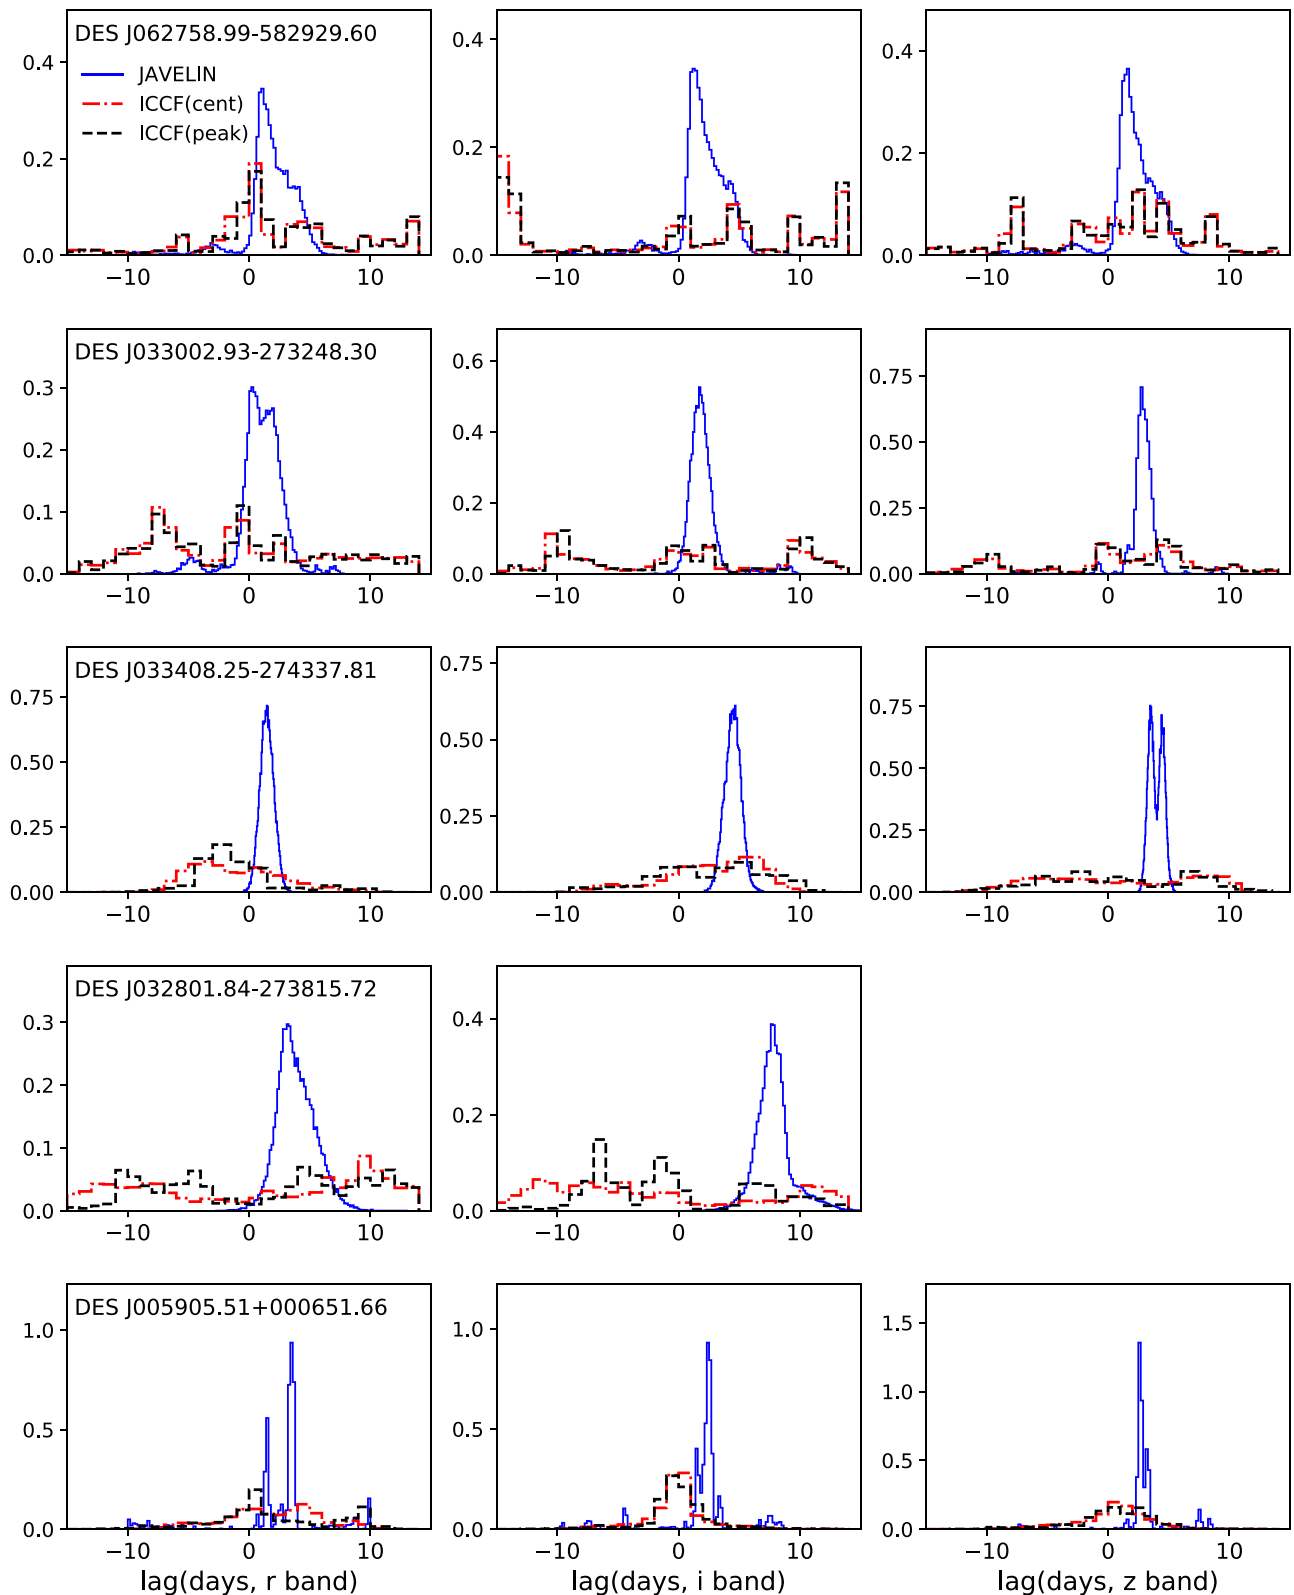 DES J062758.99-582929.60
JAVELIN
ICCF(cent)
ICCF(peak)
0.4
0.2
0.0
−10 0 10
0.4
0.2
0.0
−10 0 10
0.4
0.2
0.0
−10 0 10
DES J033002.93-273248.30
0.3
0.2
0.1
0.0
−10 0 10
0.6
0.4
0.2
0.0
−10 0 10
0.75
0.50
0.25
0.00
−10 0 10
DES J033408.25-274337.81
0.75
0.50
0.25
0.00
−10 0 10
0.75
0.50
0.25
0.00
−10 0 10
0.75
0.50
0.25
0.00
−10 0 10
DES J032801.84-273815.72
0.3
0.2
0.1
0.0
−10 0 10
0.4
0.2
0.0
−10 0 10
DES J005905.51+000651.66
1.0
0.5
0.0
−10 0 10
lag(days, r band)
1.0
0.5
0.0
−10 0 10
lag(days, i band)
1.5
1.0
0.5
0.0
−10 0 10
lag(days, z band)